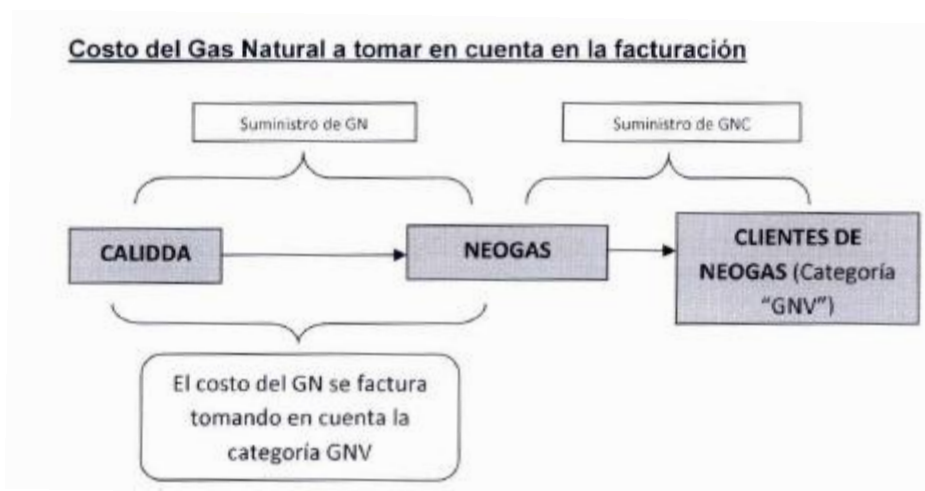 Costo del Gas Natural a tomar en cuenta en la facturación
Suministro de GN
Suministro de GNC
CALIDDA
NEOGAS
CLIENTES DE
NEOGAS (Categoría
"GNV")
El costo del GN se factura
tomando en cuenta la
categoría GNV